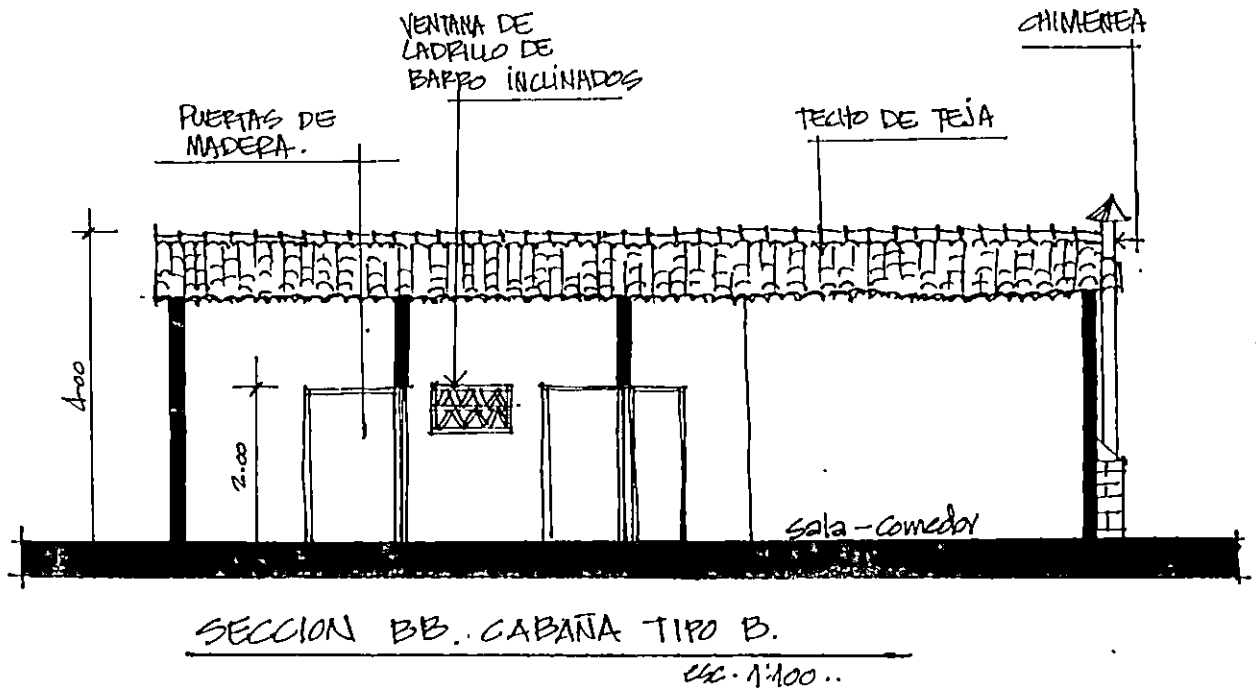 VENTANA DE
LADRILLO DE
BARRO INCLINADOS
CHIMENEA
PUERTAS DE
MADERA.
TECHO DE TEJA
4.00
2.00
sala-comedor
SECCION BB. CABAÑA TIPO B.
esc. 1:100..